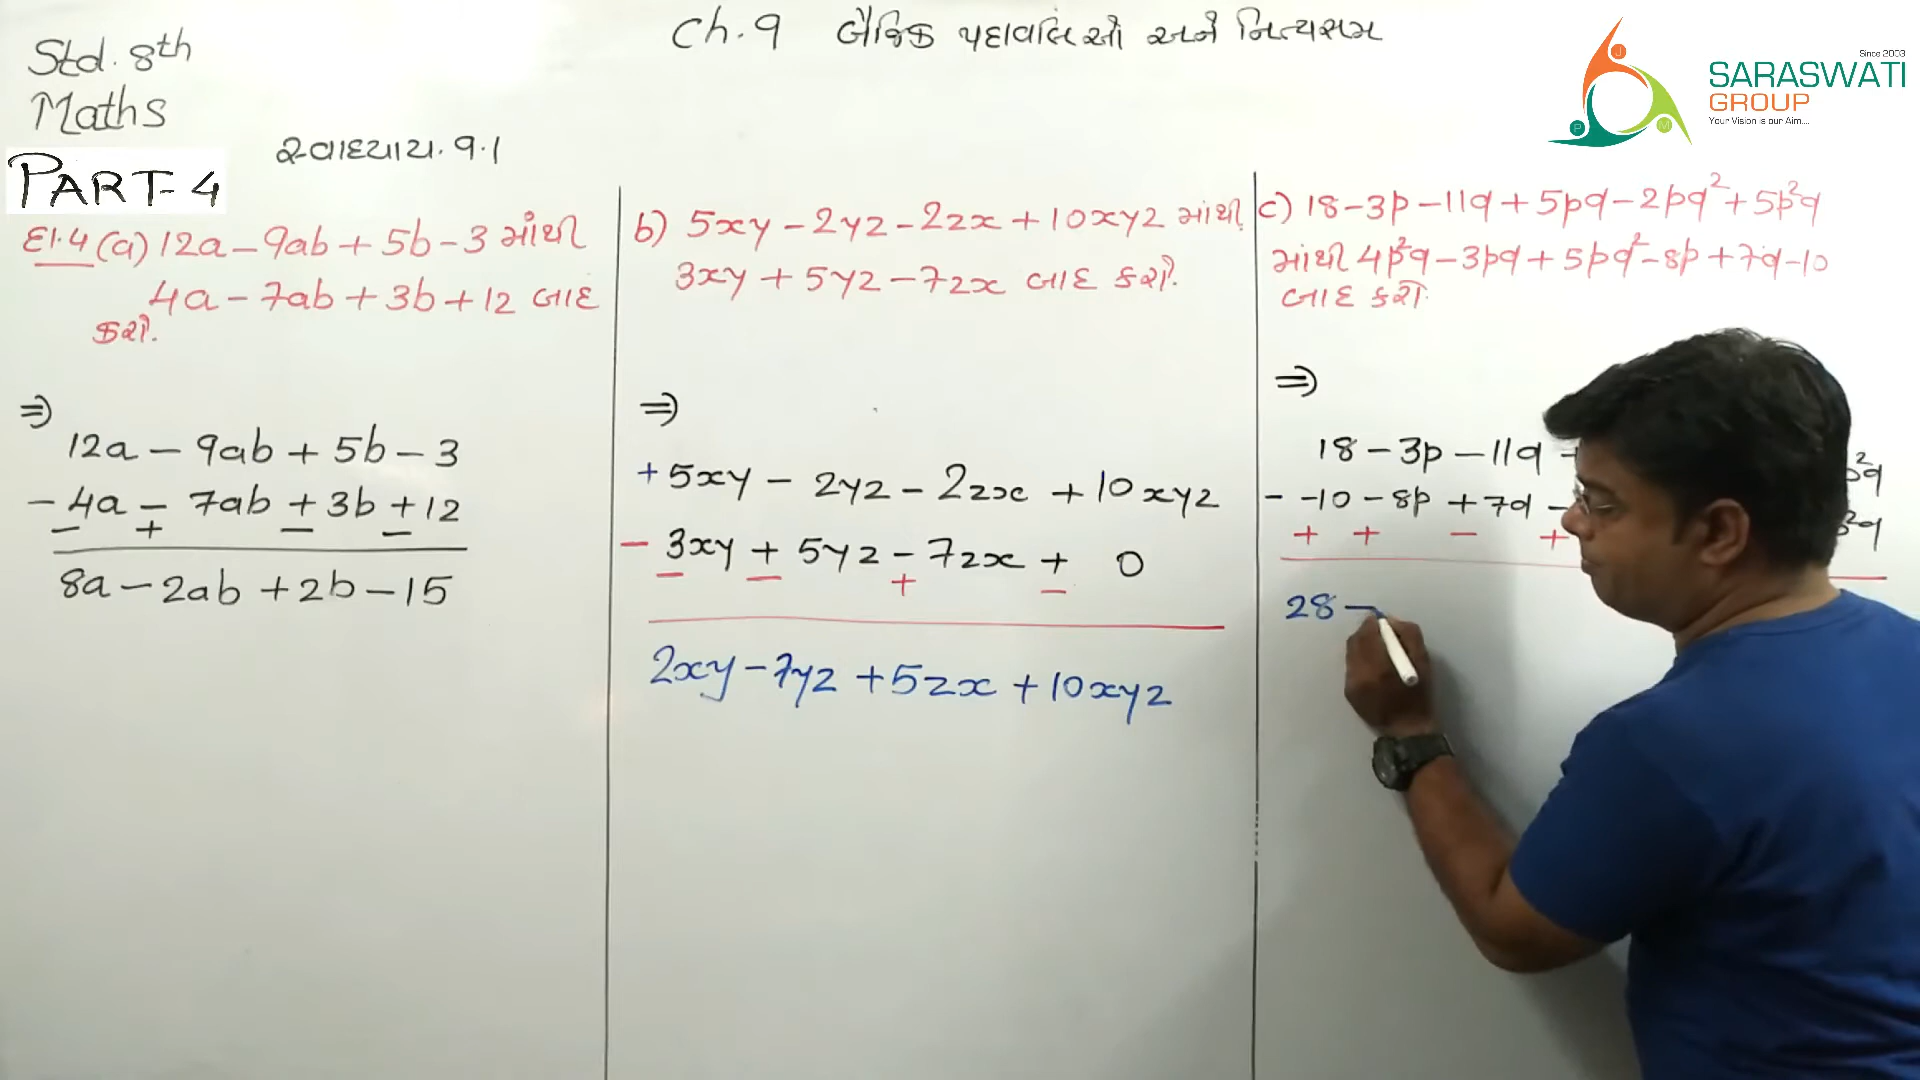 Ch.9 બૈજિક પદાવલિઓ અને નિત્યસમ
Std. 8th
Maths
PART-4
સ્વાધ્યાય. 9.1
Since 2003
SARASWATI
GROUP
Your Vision is our Aim....
J
P
M
દા.4 (a) 12a - 9ab + 5b - 3 માંથી
4a - 7ab + 3b + 12 બાદ
કરો.
⇒
12a - 9ab + 5b - 3
- 4a - 7ab + 3b + 12
- + - -
8a - 2ab + 2b - 15
b) 5xy - 2yz - 2zx + 10xyz માંથી
3xy + 5yz - 7zx બાદ કરો.
⇒
+5xy - 2yz - 2zx + 10xyz
- 3xy + 5yz - 7zx + 0
- - + -
2xy - 7yz + 5zx + 10xyz
c) 18 - 3p - 11q + 5pq - 2pq² + 5p²q
માંથી 4p²q - 3pq + 5pq² - 8p + 7q - 10
બાદ કરો.
⇒
18 - 3p - 11q + p²q
- -10 - 8p + 7q - p²q
+ + - +
28 -